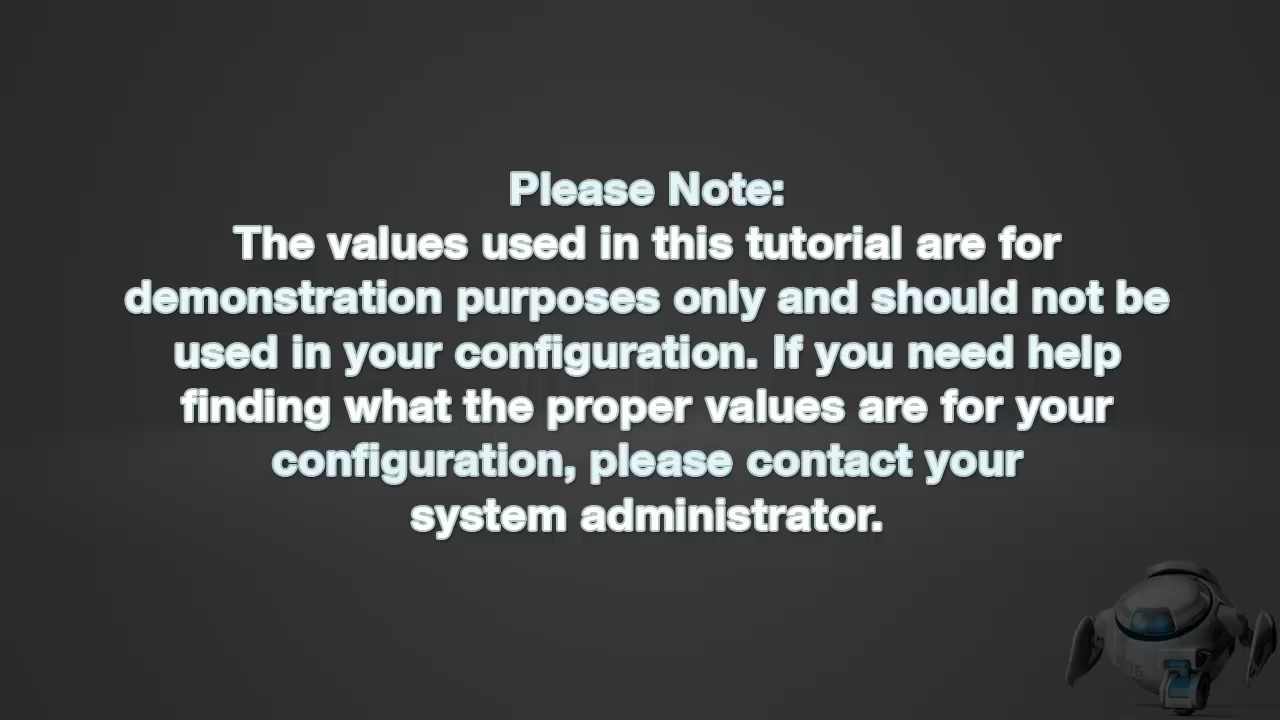 Please Note:
The values used in this tutorial are for
demonstration purposes only and should not be
used in your configuration. If you need help
finding what the proper values are for your
configuration, please contact your
system administrator.